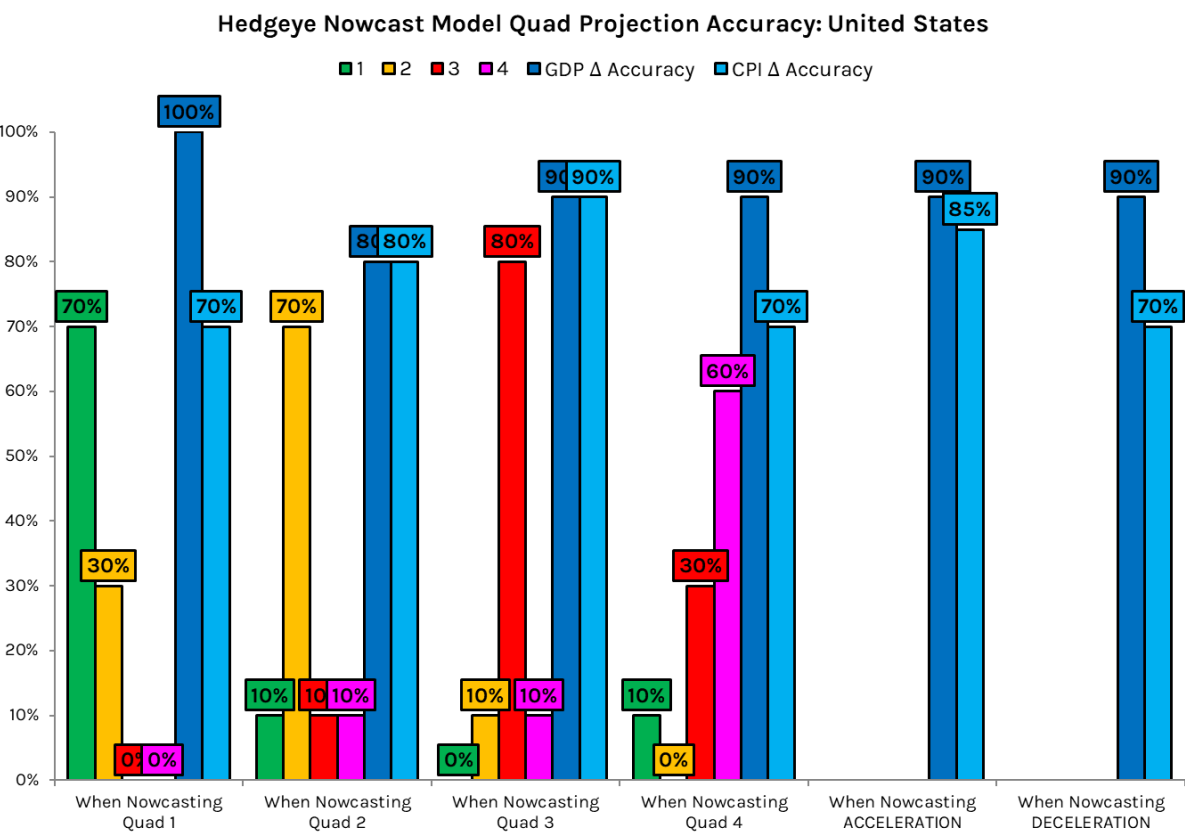 Hedgeye Nowcast Model Quad Projection Accuracy: United States
1 2 3 4 GDP Δ Accuracy CPI Δ Accuracy
100%
100%
90%
90% 90% 90% 90%
85%
80%
80% 80%
70%
70% 70% 70% 70% 70%
60%
60%
50%
40%
30%
30% 30%
20%
10%
10% 10% 10% 10% 10%
0%
0% 0% 0%
When Nowcasting Quad 1
When Nowcasting Quad 2
When Nowcasting Quad 3
When Nowcasting Quad 4
When Nowcasting ACCELERATION
When Nowcasting DECELERATION